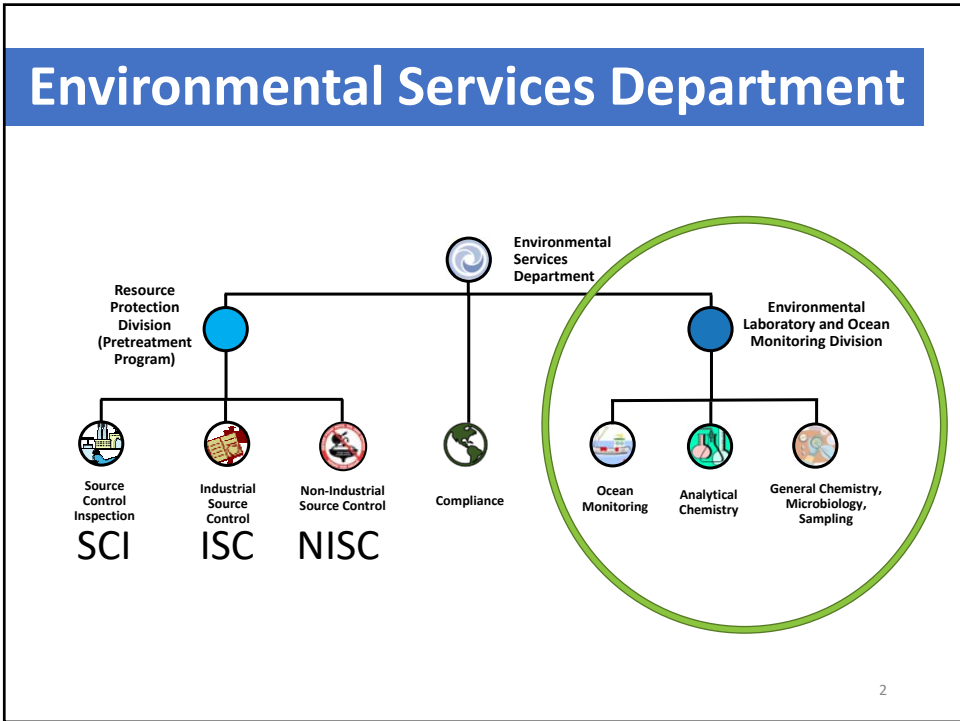 Environmental Services Department
Environmental
Services
Department
Resource
Protection
Division
(Pretreatment
Program)
Environmental
Laboratory and Ocean
Monitoring Division
Source
Control
Inspection
SCI
Industrial
Source
Control
ISC
Non-Industrial
Source Control
NISC
Compliance
Ocean
Monitoring
Analytical
Chemistry
General Chemistry,
Microbiology,
Sampling
2